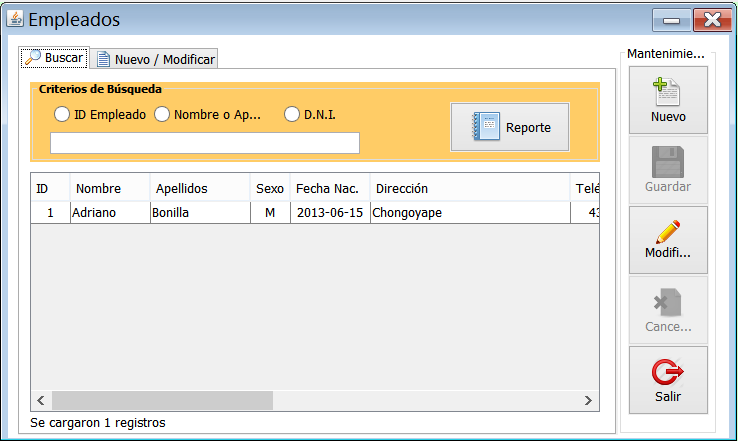 Empleados
Buscar
Nuevo / Modificar
Mantenimie...
Criterios de Búsqueda
ID Empleado
Nombre o Ap...
D.N.I.
Reporte
Nuevo
Guardar
Modifi...
Cance...
Salir
ID Nombre Apellidos Sexo Fecha Nac. Dirección Telé
1 Adriano Bonilla M 2013-06-15 Chongoyape 43
Se cargaron 1 registros